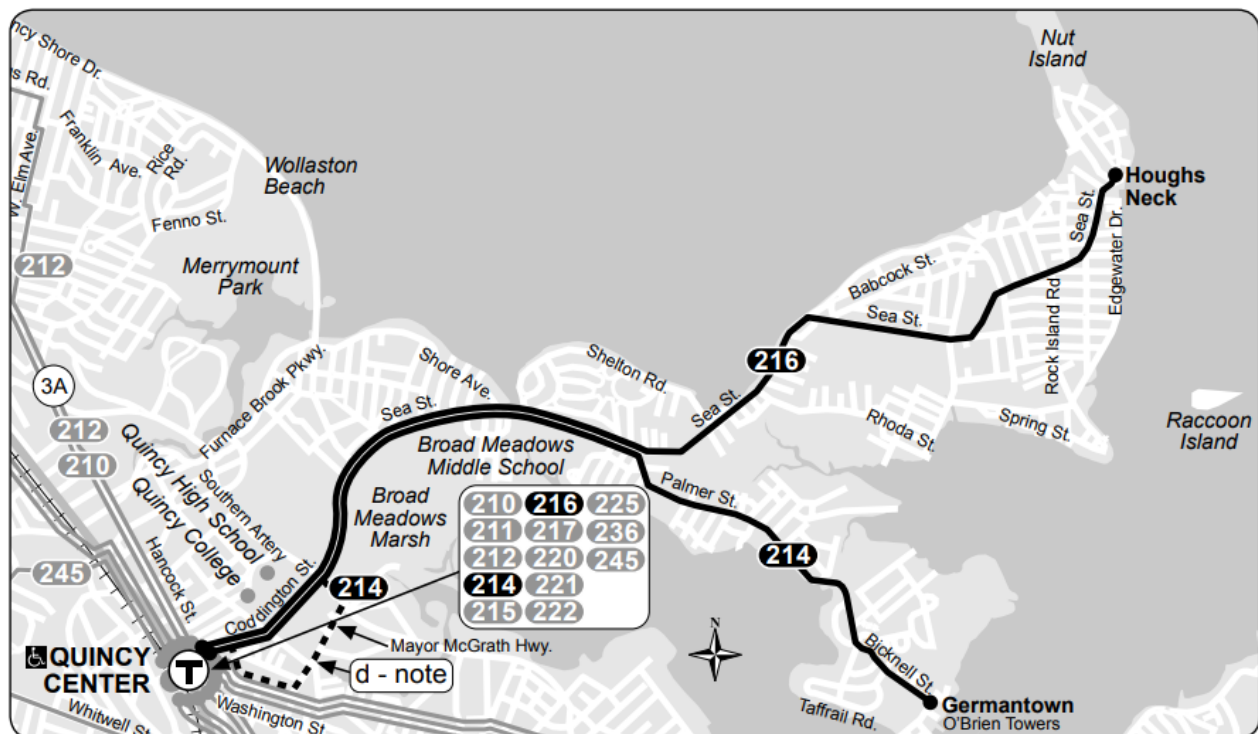 ncy Shore Dr.
s Rd.
W. Elm Ave.
Franklin
Ave.
Rice
Rd.
Fenno St.
Wollaston
Beach
Merrymount
Park
212
3A
212
210
245
Furnace Brook Pkwy.
Quincy High School
Quincy College
Southern Artery
Hancock St.
Coddington St.
Sea St.
Shore Ave.
Shelton Rd.
Broad Meadows
Middle School
Broad
Meadows
Marsh
Nut
Island
Houghs
Neck
Sea St.
Edgewater Dr.
Babcock St.
Sea St.
Rock Island Rd
216
Sea St.
Rhoda St.
Spring St.
Raccoon
Island
Palmer St.
214
210 216 225
211 217 236
212 220 245
214 221
215 222
214
Mayor McGrath Hwy.
d - note
N
QUINCY
CENTER
T
Washington St.
Whitwell St.
Bicknell St.
Taffrail Rd.
Germantown
O'Brien Towers